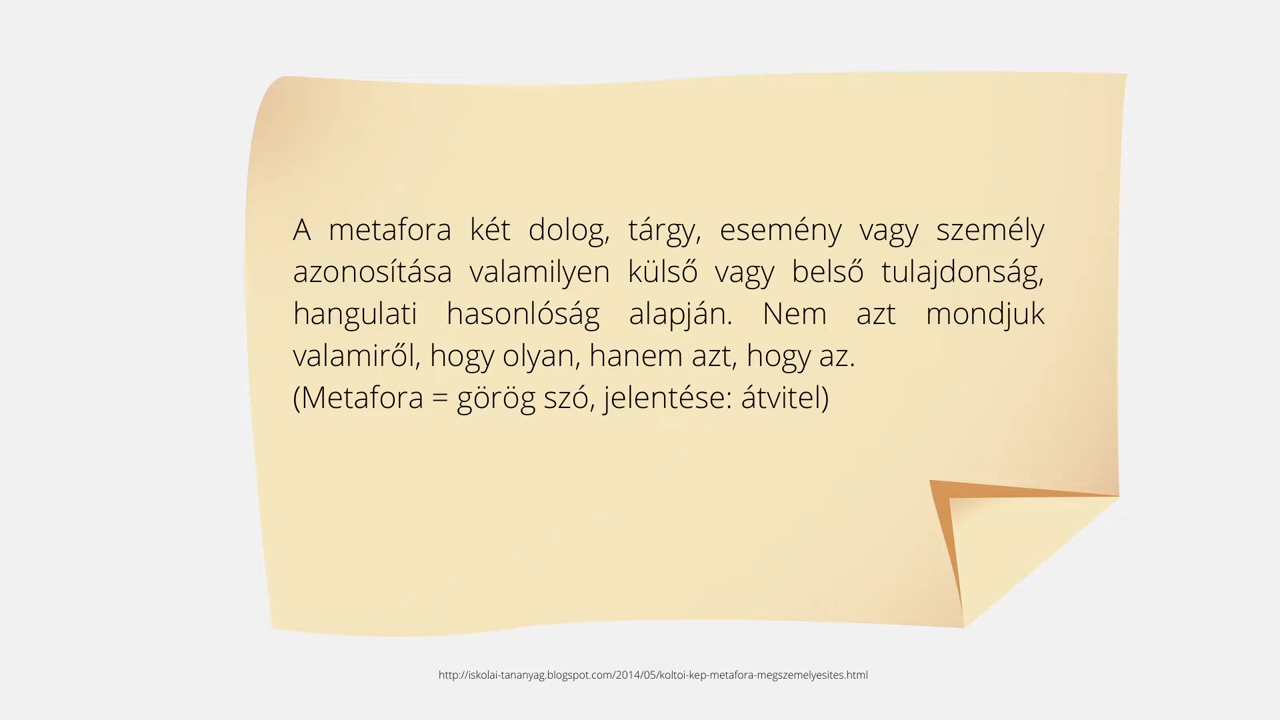 A metafora két dolog, tárgy, esemény vagy személy
azonosítása valamilyen külső vagy belső tulajdonság,
hangulati hasonlóság alapján. Nem azt mondjuk
valamiről, hogy olyan, hanem azt, hogy az.
(Metafora = görög szó, jelentése: átvitel)
http://iskolai-tananyag.blogspot.com/2014/05/koltoi-kep-metafora-megszemelyesites.html